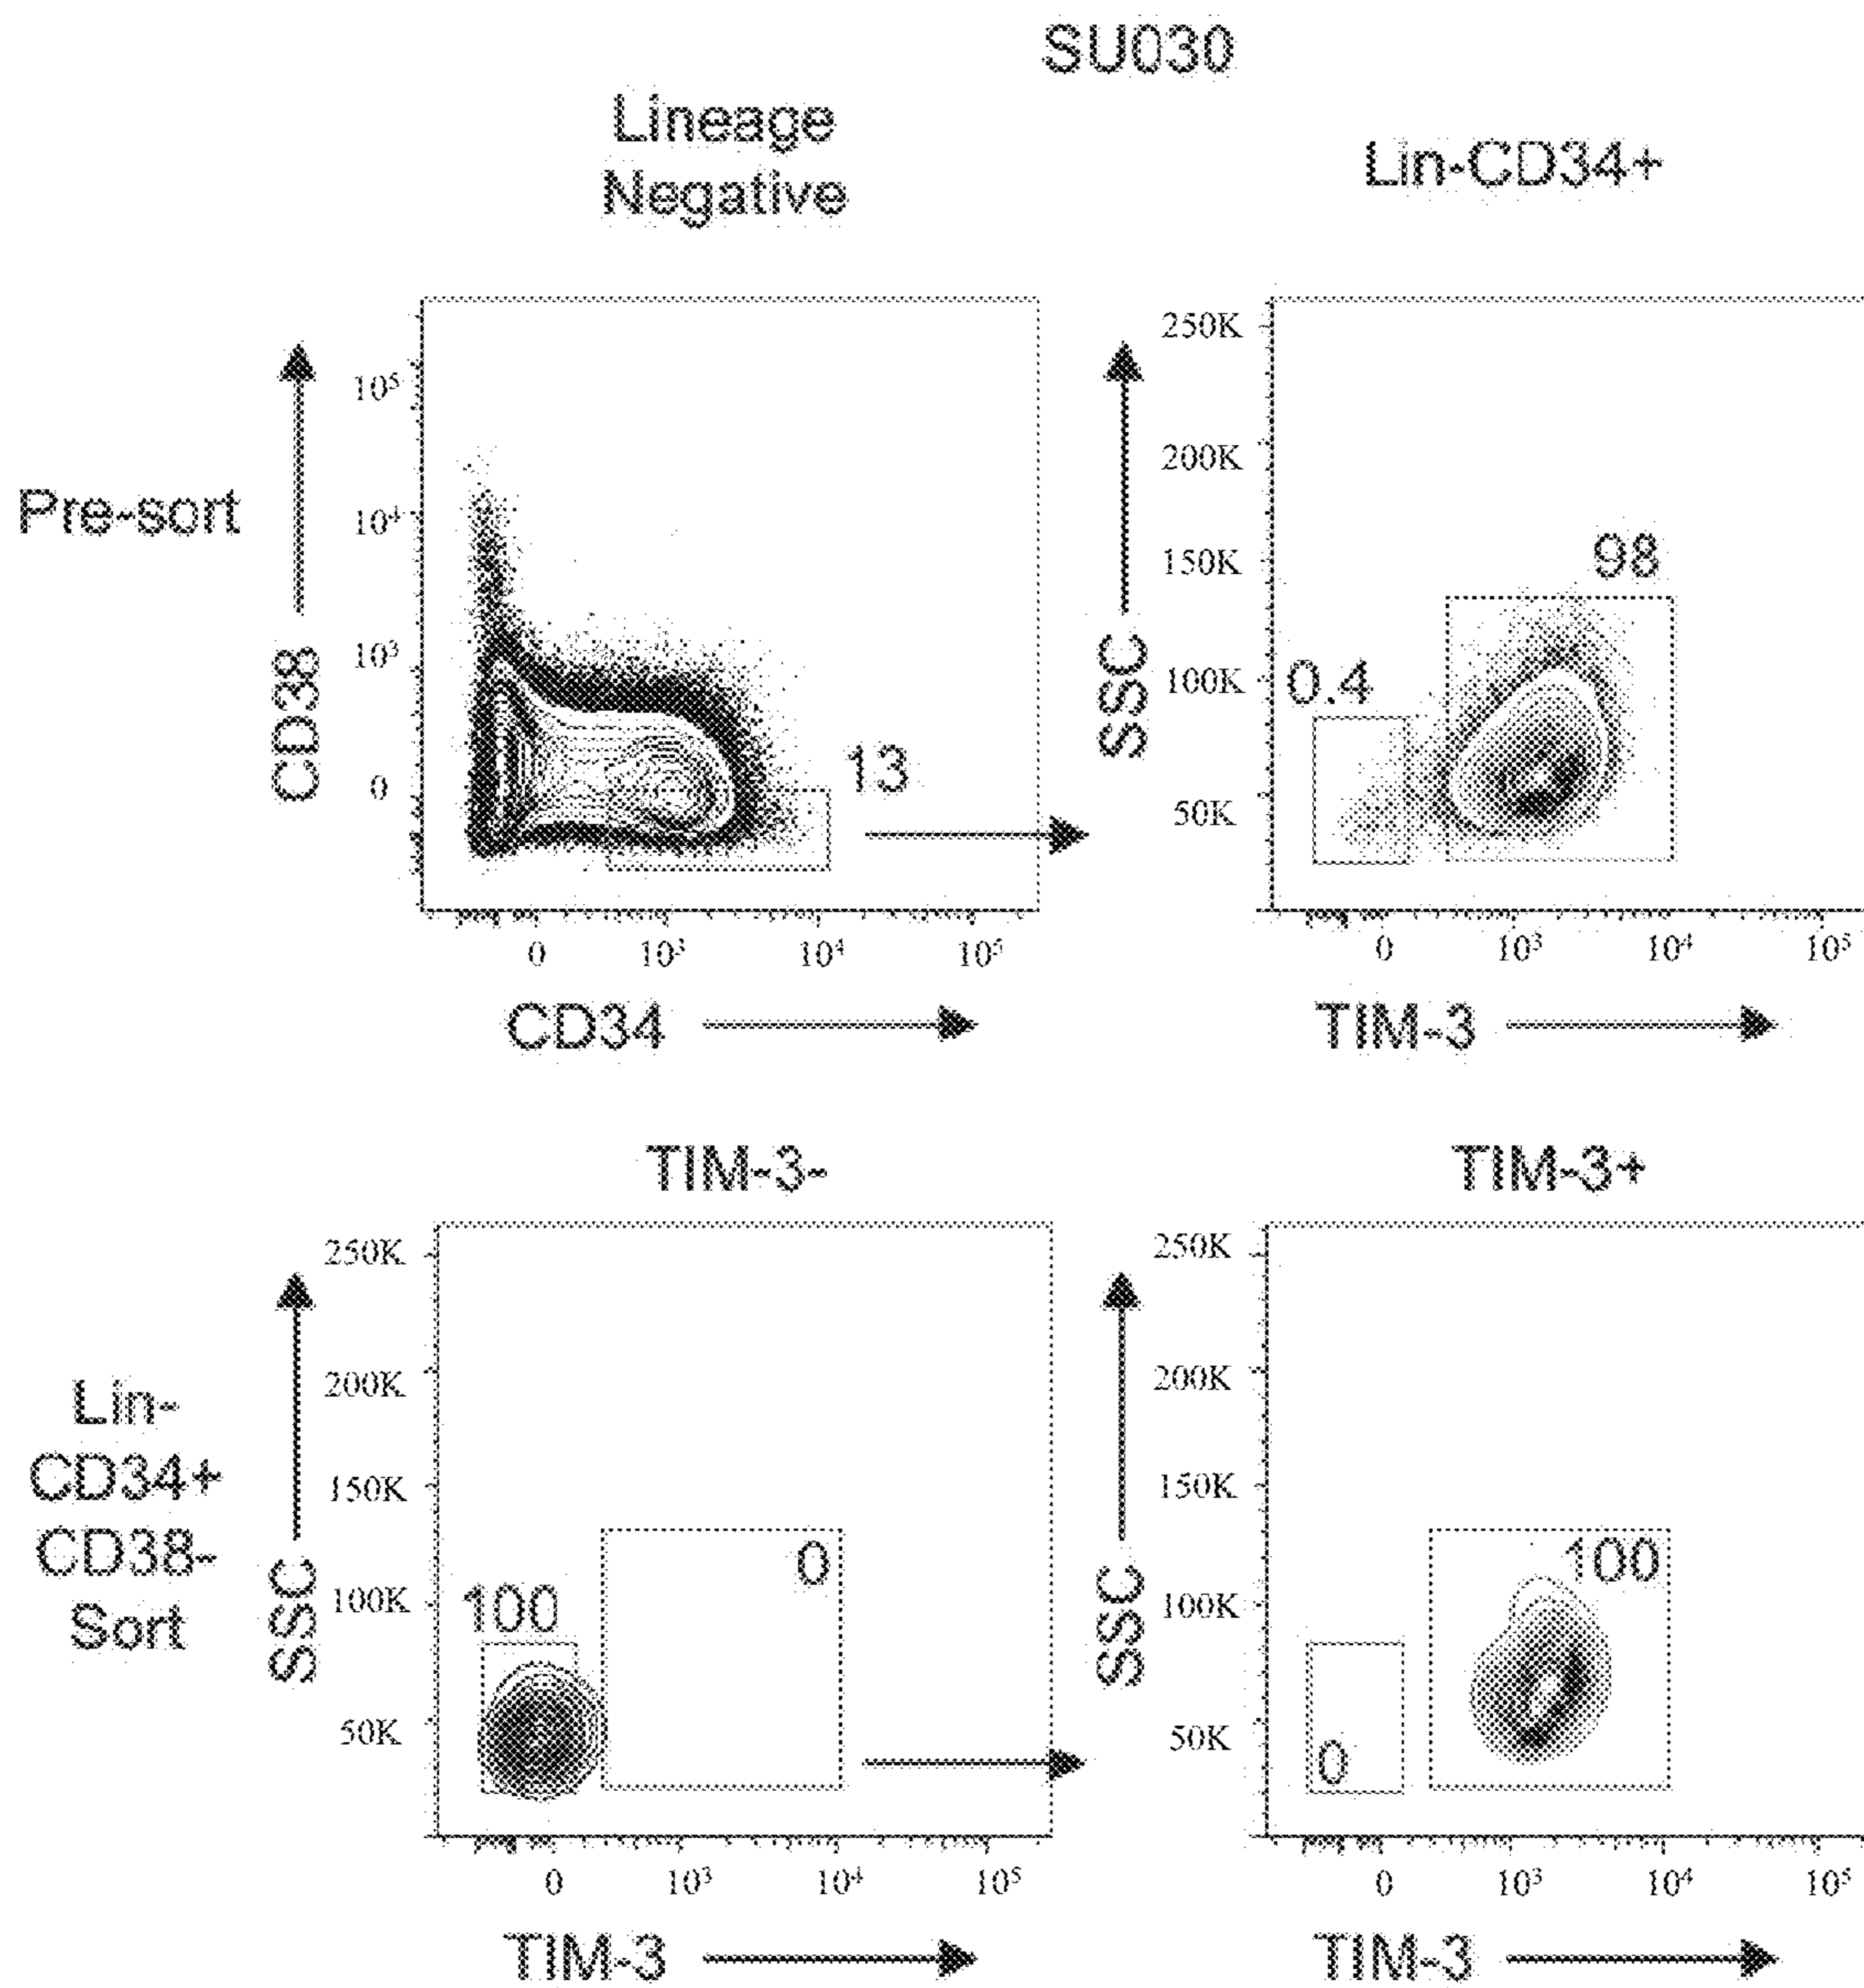 SU030
Lineage
Negative
Lin-CD34+
Pre-sort
CD38
10⁵
10⁴
10³
0
13
0
10³
10⁴
10⁵
CD34
SSC
250K
200K
150K
100K
50K
98
0.4
0
10³
10⁴
10⁵
TIM-3
TIM-3-
TIM-3+
Lin-
CD34+
CD38-
Sort
SSC
250K
200K
150K
100K
50K
100
0
0
10³
10⁴
10⁵
TIM-3
SSC
250K
200K
150K
100K
50K
100
0
0
10³
10⁴
10⁵
TIM-3